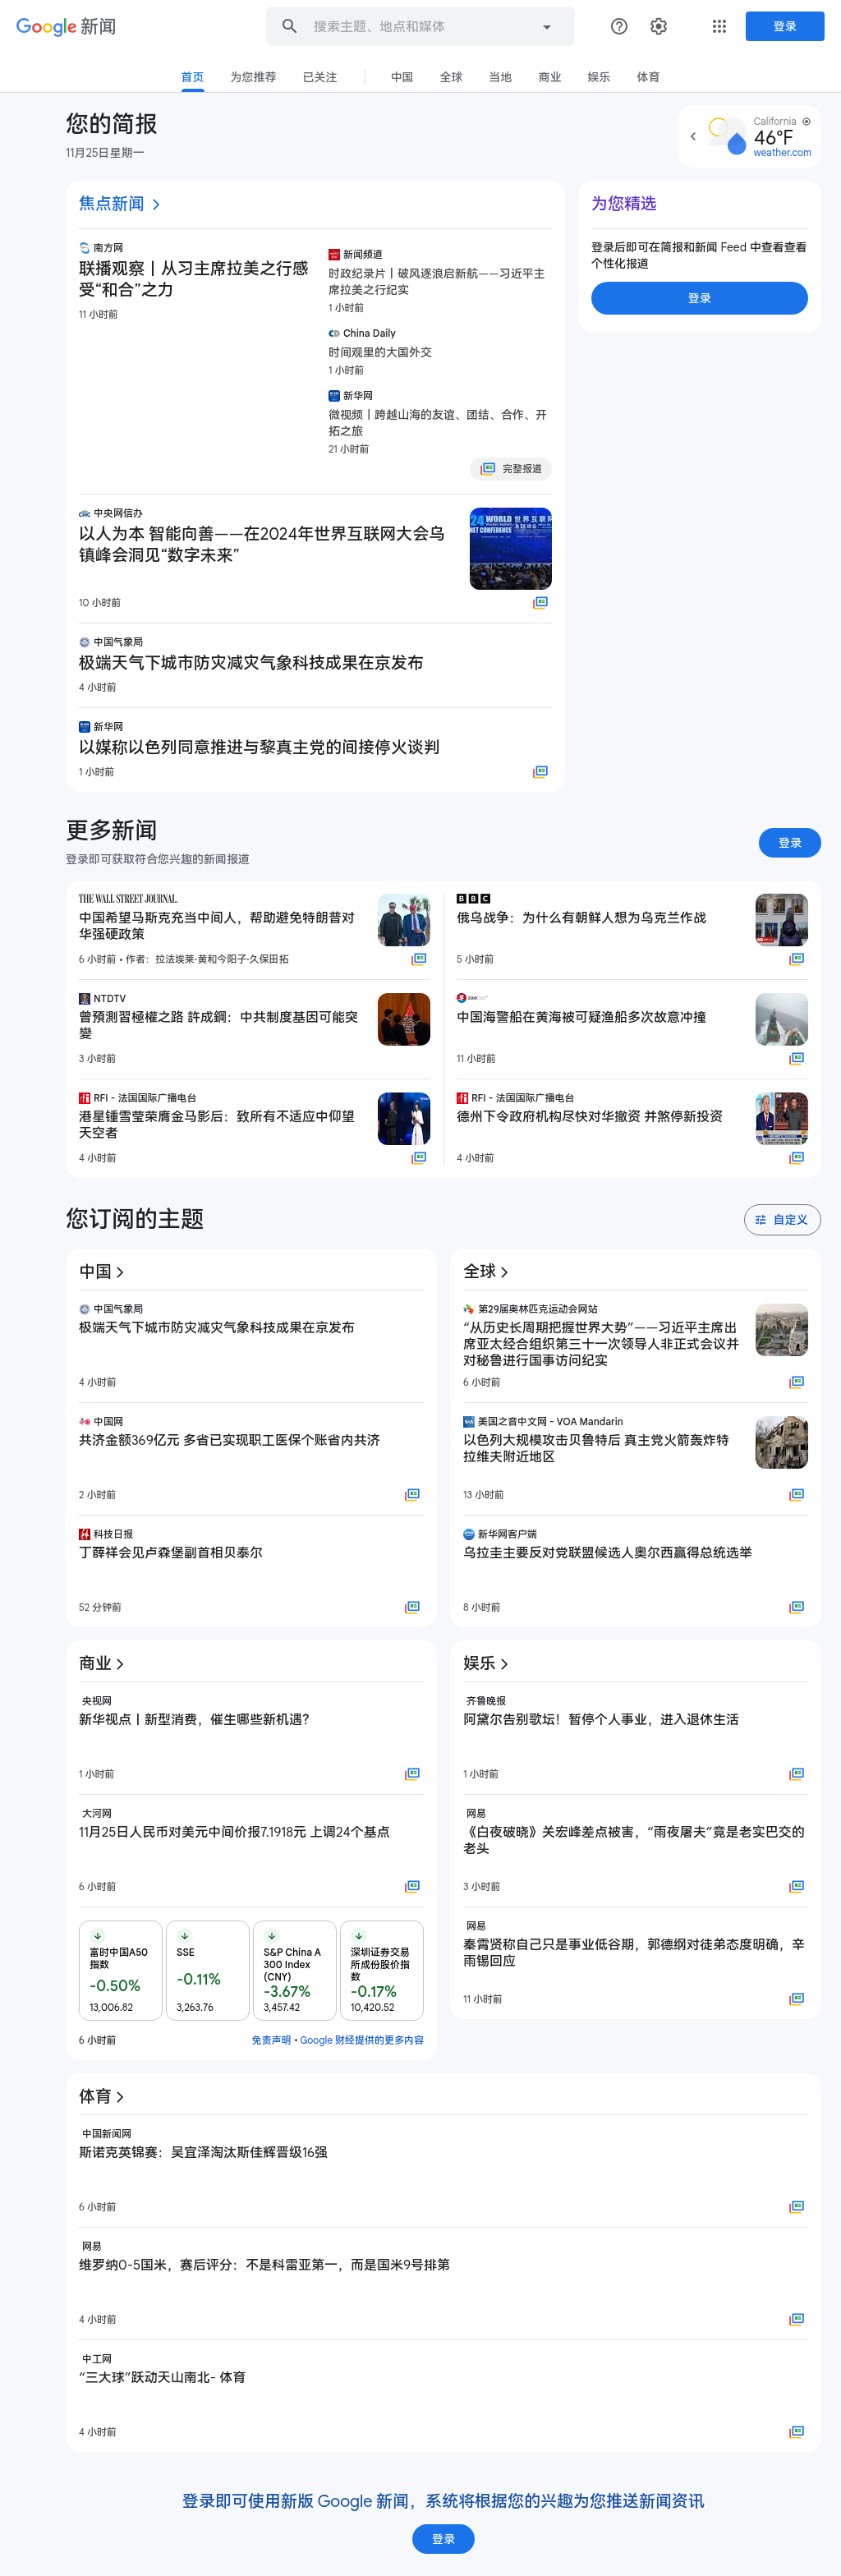 Google 新闻
搜索主题、地点和媒体
登录
首页
为您推荐
已关注
中国
全球
当地
商业
娱乐
体育
您的简报
11月25日星期一
California
46°F
weather.com
焦点新闻
南方网
联播观察丨从习主席拉美之行感
受“和合”之力
11 小时前
新闻频道
时政纪录片丨破风逐浪启新航——习近平主
席拉美之行纪实
1 小时前
China Daily
时间观里的大国外交
1 小时前
新华网
微视频丨跨越山海的友谊、团结、合作、开
拓之旅
21 小时前
完整报道
中央网信办
以人为本 智能向善——在2024年世界互联网大会乌
镇峰会洞见“数字未来”
10 小时前
24 WORLD
NET CONFERENCE
世界互联网
中国气象局
极端天气下城市防灾减灾气象科技成果在京发布
4 小时前
新华网
以媒称以色列同意推进与黎真主党的间接停火谈判
1 小时前
为您精选
登录后即可在简报和新闻 Feed 中查看查看
个性化报道
登录
更多新闻
登录即可获取符合您兴趣的新闻报道
登录
THE WALL STREET JOURNAL.
中国希望马斯克充当中间人，帮助避免特朗普对
华强硬政策
6 小时前 • 作者：拉法埃莱·黄和今阳子·久保田拓
BBC
俄乌战争：为什么有朝鲜人想为乌克兰作战
5 小时前
NTDTV
曾預測習極權之路 許成鋼：中共制度基因可能突
變
3 小时前
中国海警船在黄海被可疑渔船多次故意冲撞
11 小时前
RFI - 法国国际广播电台
港星锺雪莹荣膺金马影后：致所有不适应中仰望
天空者
4 小时前
RFI - 法国国际广播电台
德州下令政府机构尽快对华撤资 并煞停新投资
4 小时前
您订阅的主题
自定义
中国
中国气象局
极端天气下城市防灾减灾气象科技成果在京发布
4 小时前
中国网
共济金额369亿元 多省已实现职工医保个账省内共济
2 小时前
科技日报
丁薛祥会见卢森堡副首相贝泰尔
52 分钟前
全球
第29届奥林匹克运动会网站
“从历史长周期把握世界大势”——习近平主席出
席亚太经合组织第三十一次领导人非正式会议并
对秘鲁进行国事访问纪实
6 小时前
美国之音中文网 - VOA Mandarin
以色列大规模攻击贝鲁特后 真主党火箭轰炸特
拉维夫附近地区
13 小时前
新华网客户端
乌拉圭主要反对党联盟候选人奥尔西赢得总统选举
8 小时前
商业
央视网
新华视点丨新型消费，催生哪些新机遇？
1 小时前
大河网
11月25日人民币对美元中间价报7.1918元 上调24个基点
6 小时前
富时中国A50
指数
-0.50%
13,006.82
SSE
-0.11%
3,263.76
S&P China A
300 Index
(CNY)
-3.67%
3,457.42
深圳证券交易
所成份股价指
数
-0.17%
10,420.52
6 小时前
免责声明 • Google 财经提供的更多内容
娱乐
齐鲁晚报
阿黛尔告别歌坛！暂停个人事业，进入退休生活
1 小时前
网易
《白夜破晓》关宏峰差点被害，“雨夜屠夫”竟是老实巴交的
老头
3 小时前
网易
秦霄贤称自己只是事业低谷期，郭德纲对徒弟态度明确，辛
雨锡回应
11 小时前
体育
中国新闻网
斯诺克英锦赛：吴宜泽淘汰斯佳辉晋级16强
6 小时前
网易
维罗纳0-5国米，赛后评分：不是科雷亚第一，而是国米9号排第
4 小时前
中工网
“三大球”跃动天山南北- 体育
4 小时前
登录即可使用新版 Google 新闻，系统将根据您的兴趣为您推送新闻资讯
登录